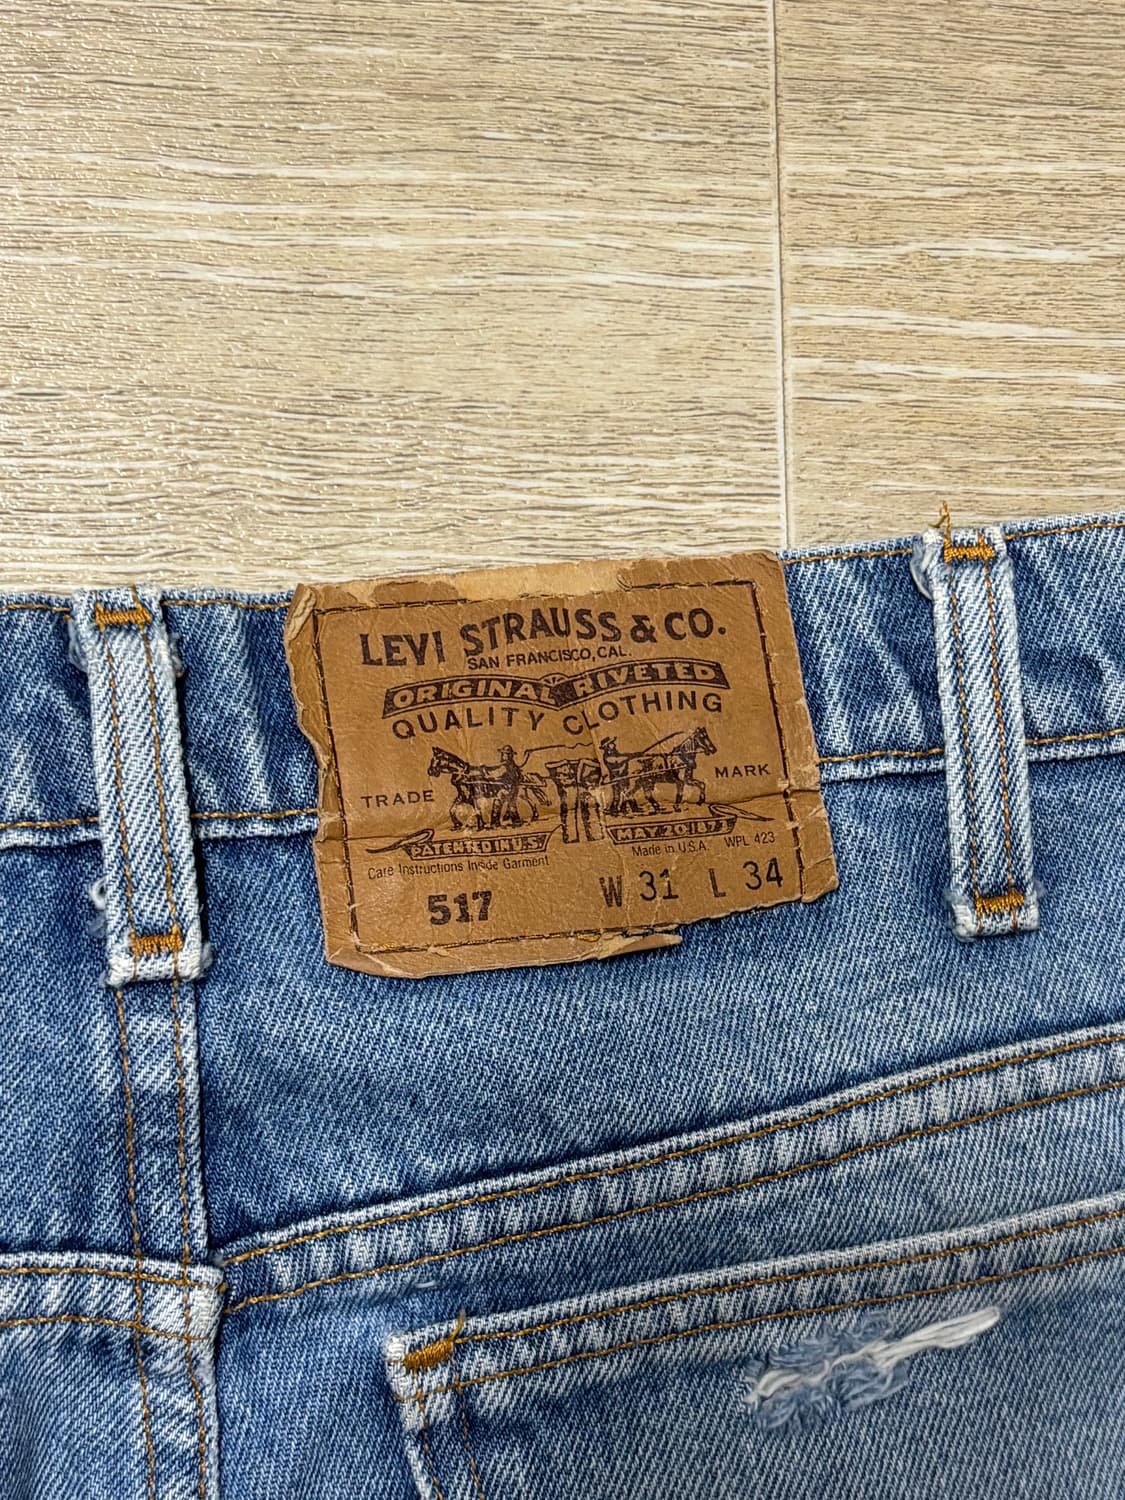 LEVI STRAUSS & CO.
SAN FRANCISCO, CAL.
ORIGINAL RIVETED
QUALITY CLOTHING
TRADE MARK
PATENTED IN U.S. MAY 20 1873
Care Instructions Inside Garment Made in U.S.A. WPL 423
517 W 31 L 34